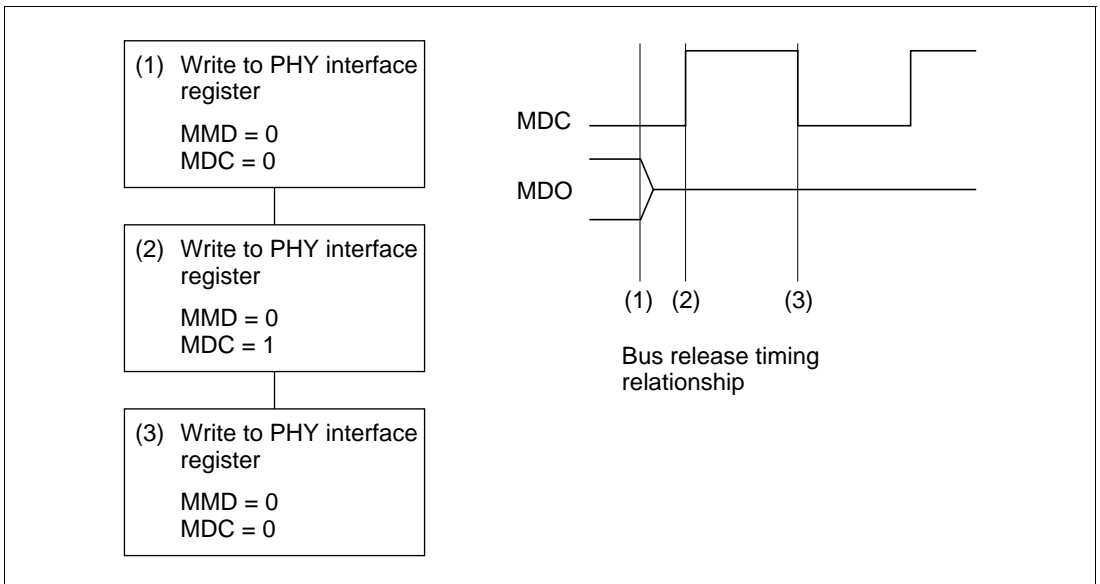 (1) Write to PHY interface
register
MMD = 0
MDC = 0
(2) Write to PHY interface
register
MMD = 0
MDC = 1
(3) Write to PHY interface
register
MMD = 0
MDC = 0
MDC
MDO
(1) (2) (3)
Bus release timing
relationship